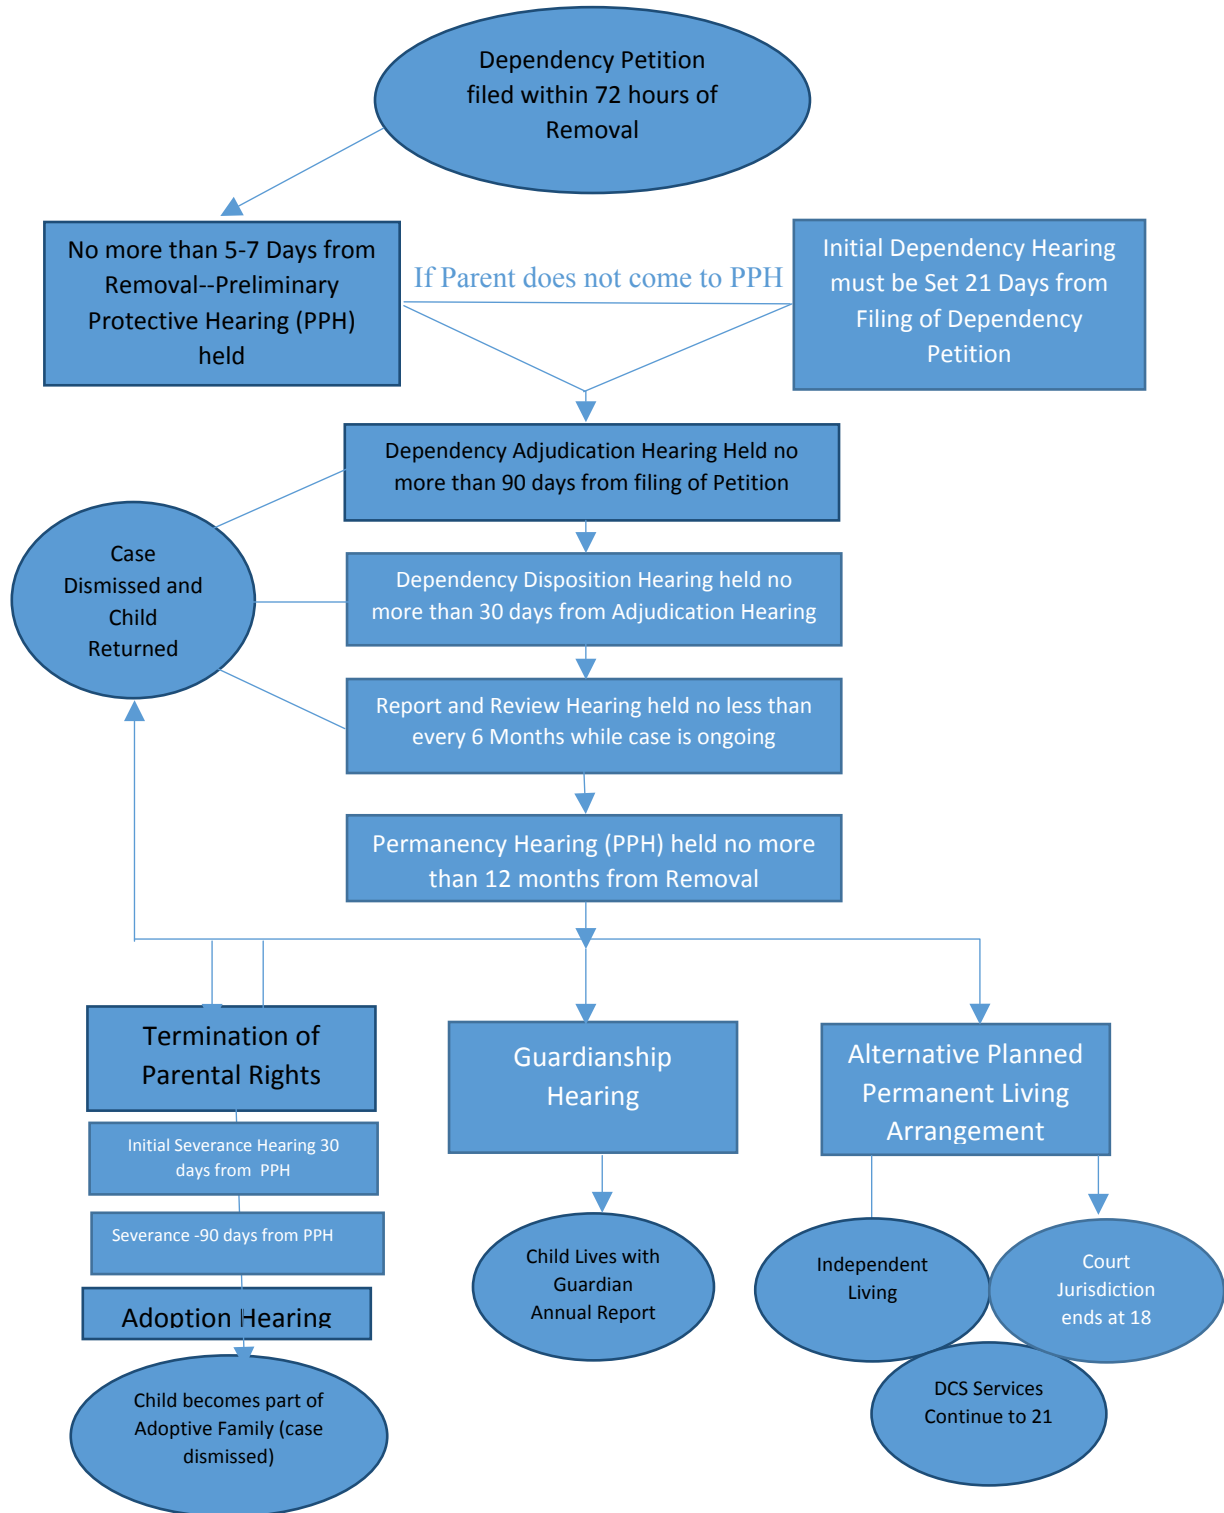 Dependency Petition
filed within 72 hours of
Removal
No more than 5-7 Days from
Removal--Preliminary
Protective Hearing (PPH)
held
If Parent does not come to PPH
Initial Dependency Hearing
must be Set 21 Days from
Filing of Dependency
Petition
Dependency Adjudication Hearing Held no
more than 90 days from filing of Petition
Case
Dismissed and
Child
Returned
Dependency Disposition Hearing held no
more than 30 days from Adjudication Hearing
Report and Review Hearing held no less than
every 6 Months while case is ongoing
Permanency Hearing (PPH) held no more
than 12 months from Removal
Termination of
Parental Rights
Initial Severance Hearing 30
days from PPH
Severance -90 days from PPH
Adoption Hearing
Child becomes part of
Adoptive Family (case
dismissed)
Guardianship
Hearing
Child Lives with
Guardian
Annual Report
Alternative Planned
Permanent Living
Arrangement
Independent
Living
Court
Jurisdiction
ends at 18
DCS Services
Continue to 21